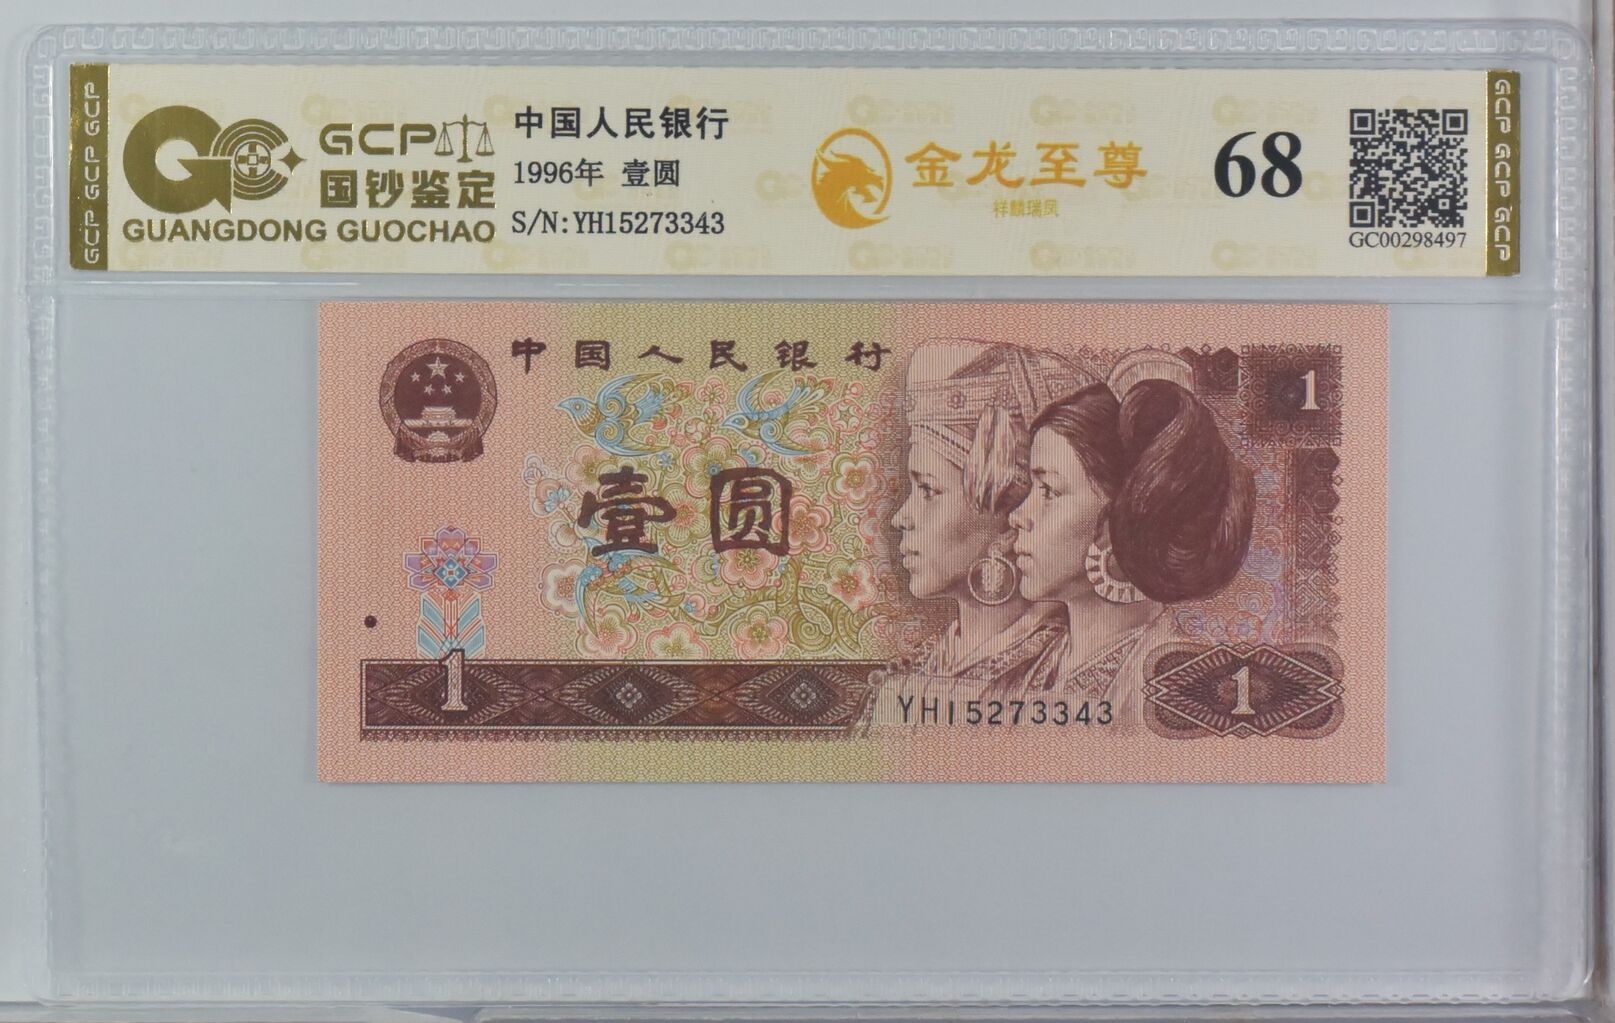 GCP
国钞鉴定
GUANGDONG GUOCHAO
中国人民银行
1996年 壹圆
S/N:YH15273343
金龙至尊
祥麟瑞凤
68
GC00298497
GCP GCP GCP
GCP GCP GCP
中国人民银行
1
壹圆
1
YH15273343
1